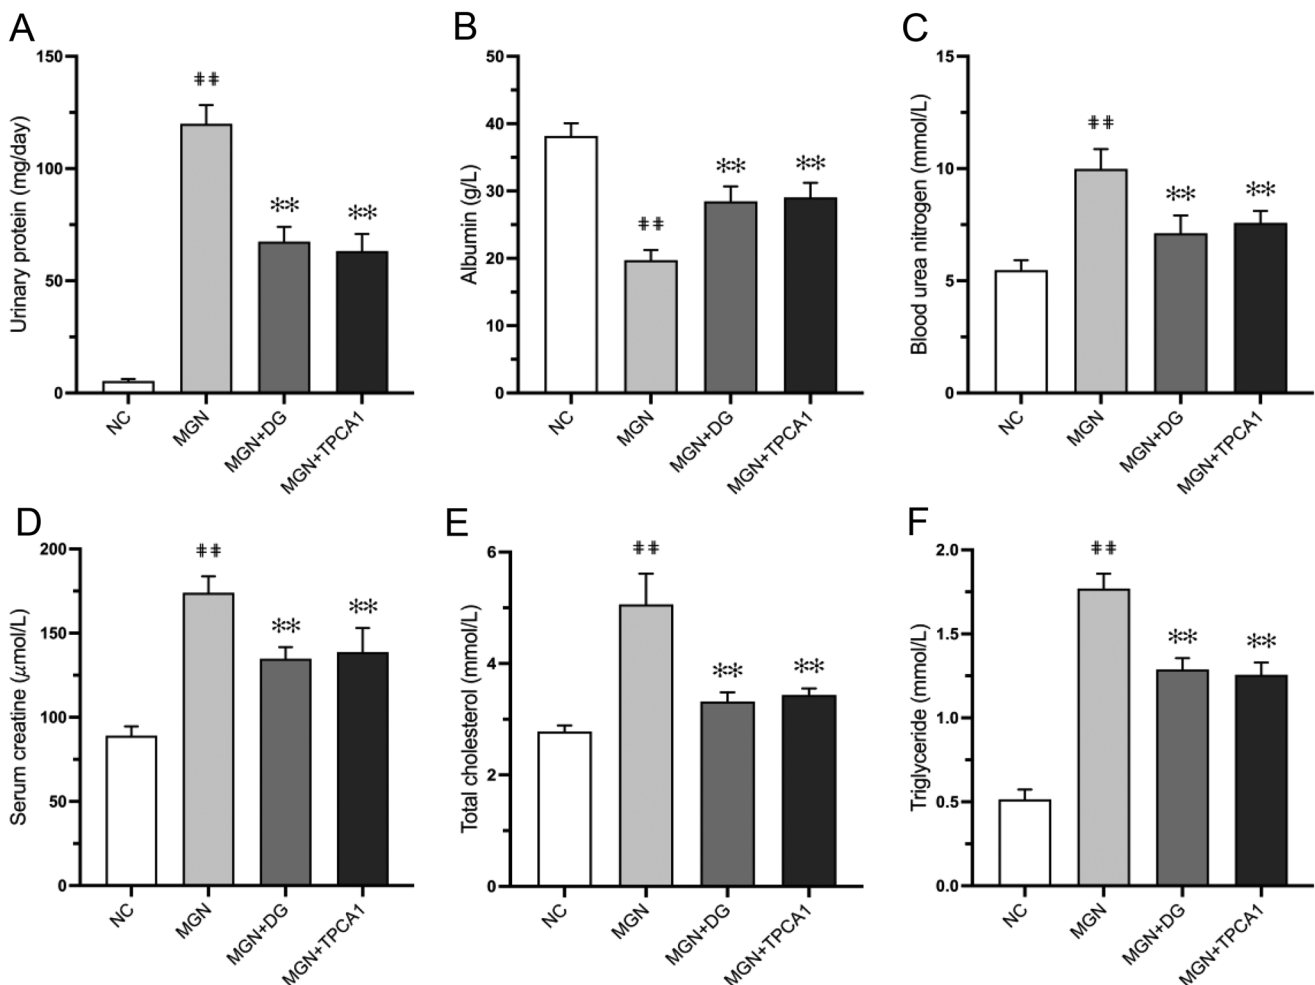 A
Urinary protein (mg/day)
150
100
50
0
‡‡
**
**
NC
MGN
MGN+DG
MGN+TPCA1
B
Albumin (g/L)
50
40
30
20
10
0
‡‡
**
**
NC
MGN
MGN+DG
MGN+TPCA1
C
Blood urea nitrogen (mmol/L)
15
10
5
0
‡‡
**
**
NC
MGN
MGN+DG
MGN+TPCA1
D
Serum creatine (μmol/L)
200
150
100
50
0
‡‡
**
**
NC
MGN
MGN+DG
MGN+TPCA1
E
Total cholesterol (mmol/L)
6
4
2
0
‡‡
**
**
NC
MGN
MGN+DG
MGN+TPCA1
F
Triglyceride (mmol/L)
2.0
1.5
1.0
0.5
0.0
‡‡
**
**
NC
MGN
MGN+DG
MGN+TPCA1